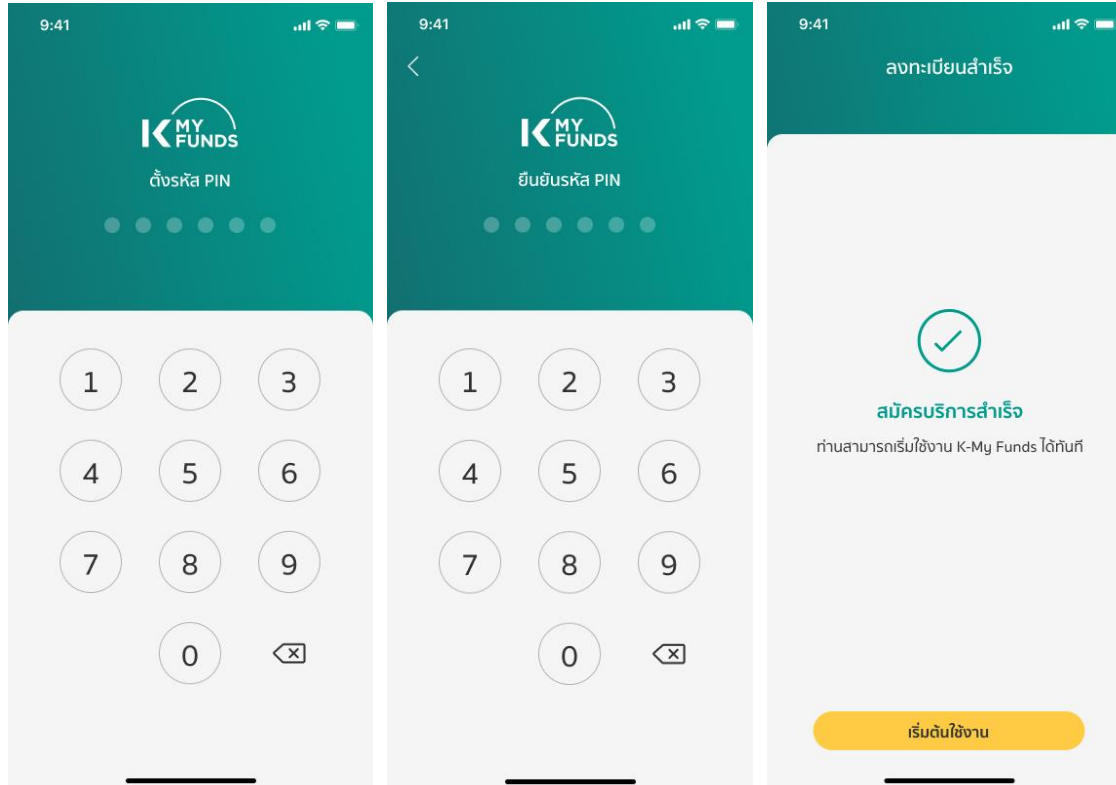 9:41
K MY FUNDS
ตั้งรหัส PIN
1 2 3
4 5 6
7 8 9
0
9:41
K MY FUNDS
ยืนยันรหัส PIN
1 2 3
4 5 6
7 8 9
0
9:41
ลงทะเบียนสำเร็จ
สมัครบริการสำเร็จ
ท่านสามารถเริ่มใช้งาน K-My Funds ได้ทันที
เริ่มต้นใช้งาน